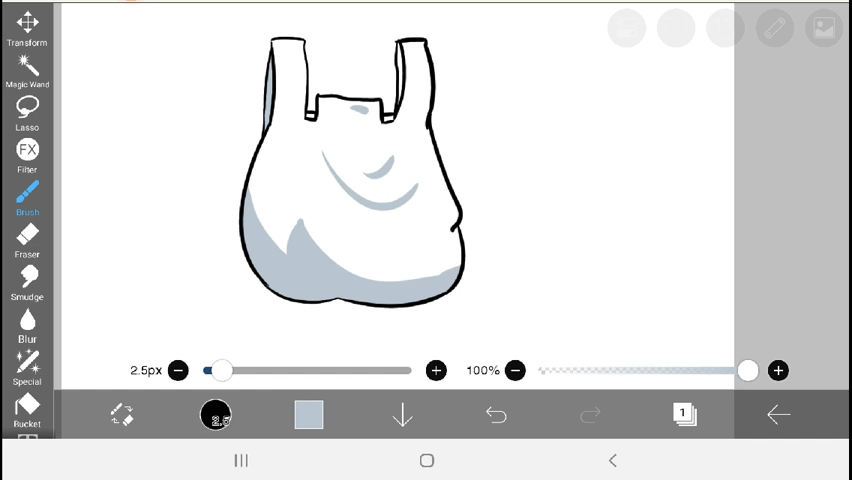 Transform
Magic Wand
Lasso
FX
Filter
Brush
Eraser
Smudge
Blur
Special
Bucket
2.5px
100%
2.5
1